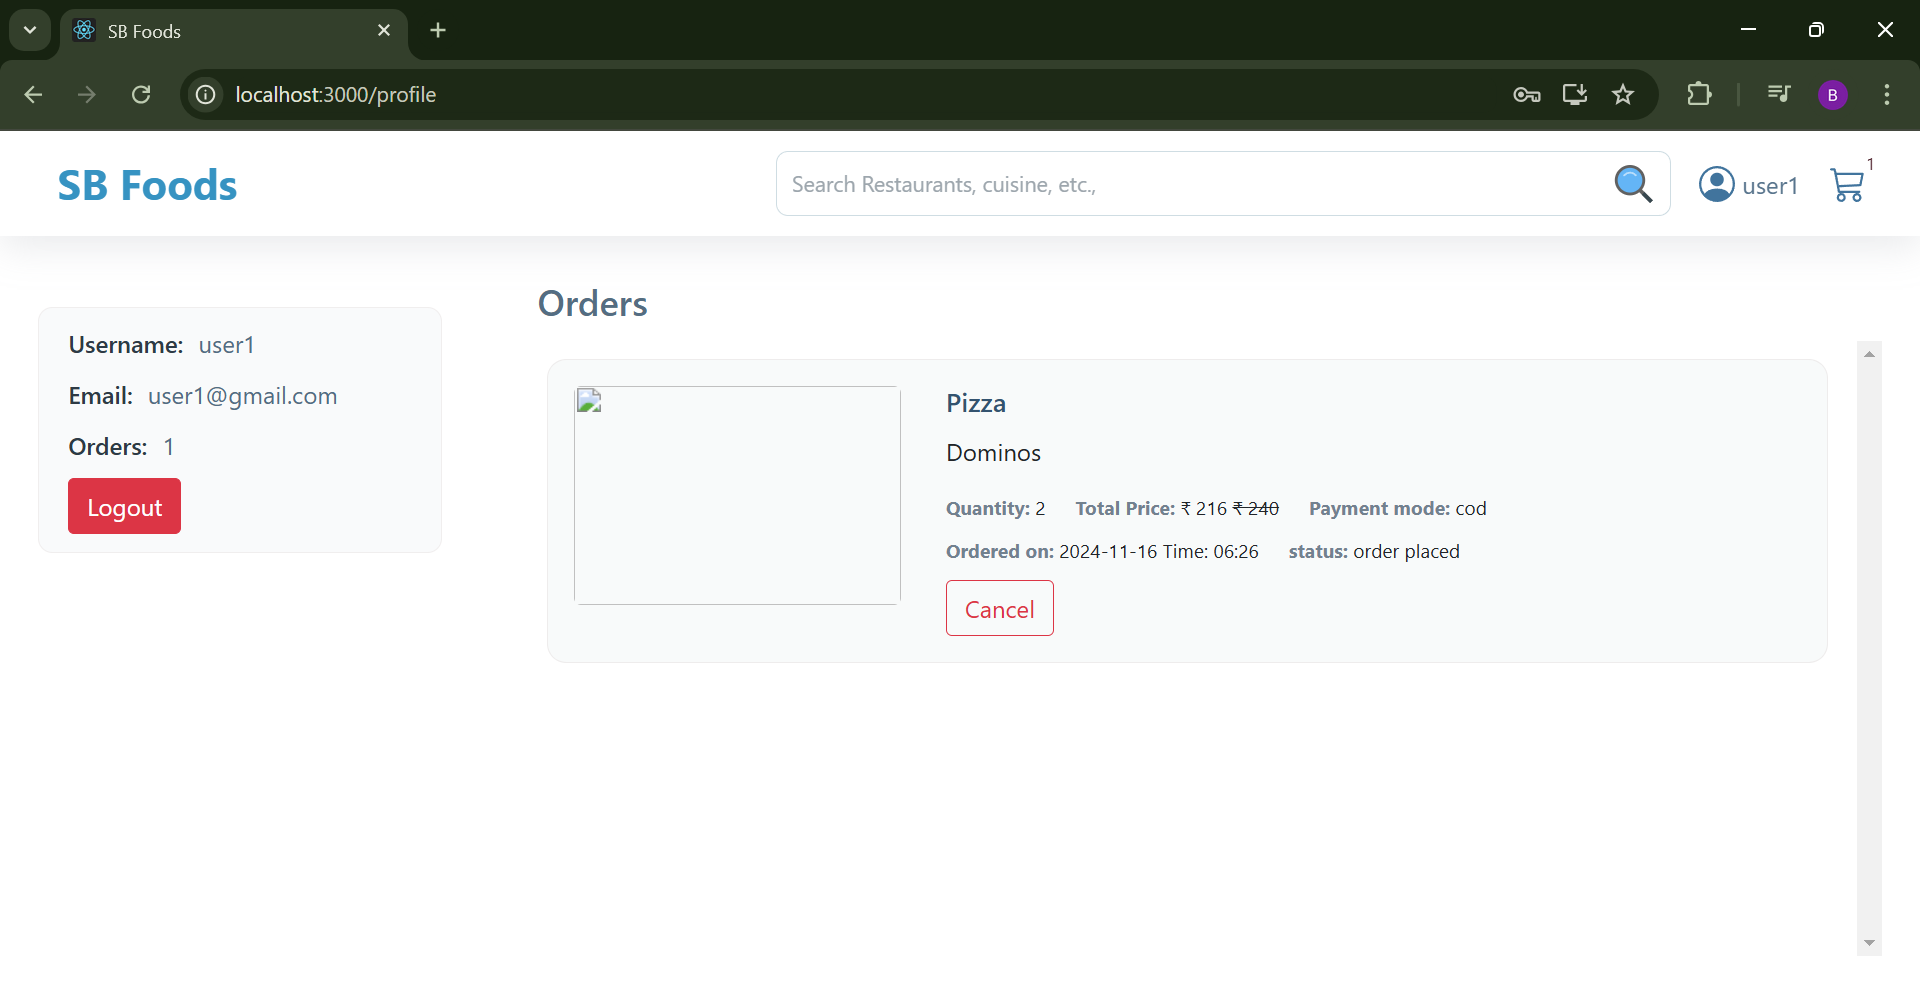 SB Foods
localhost:3000/profile
B
SB Foods
Search Restaurants, cuisine, etc.,
user1
1
Username: user1
Email: user1@gmail.com
Orders: 1
Logout
Orders
Pizza
Dominos
Quantity: 2 Total Price: ₹ 216 ₹ 240 Payment mode: cod
Ordered on: 2024-11-16 Time: 06:26 status: order placed
Cancel